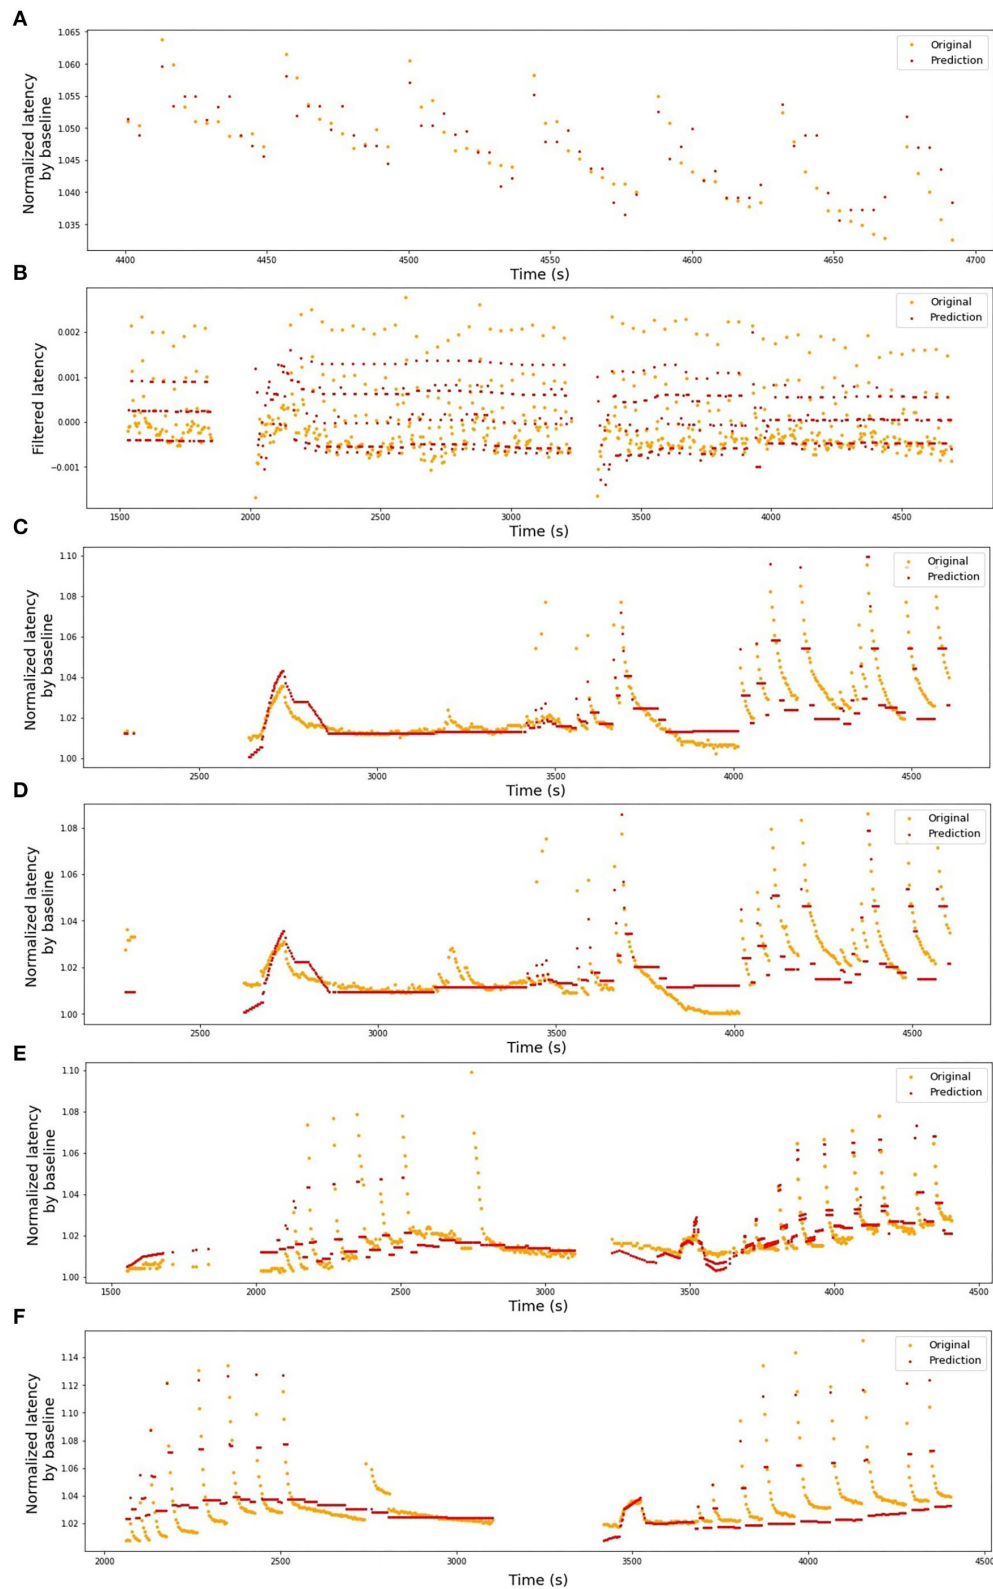 A
1.065
1.060
1.055
1.050
1.045
1.040
1.035
Normalized latency
by baseline
Original
Prediction
4400 4450 4500 4550 4600 4650 4700
Time (s)
B
0.002
0.001
0.000
−0.001
Filtered latency
Original
Prediction
1500 2000 2500 3000 3500 4000 4500
Time (s)
C
1.10
1.08
1.06
1.04
1.02
1.00
Normalized latency
by baseline
Original
Prediction
2500 3000 3500 4000 4500
Time (s)
D
1.08
1.06
1.04
1.02
1.00
Normalized latency
by baseline
Original
Prediction
2500 3000 3500 4000 4500
Time (s)
E
1.10
1.08
1.06
1.04
1.02
1.00
Normalized latency
by baseline
Original
Prediction
1500 2000 2500 3000 3500 4000 4500
Time (s)
F
1.14
1.12
1.10
1.08
1.06
1.04
1.02
Normalized latency
by baseline
Original
Prediction
2000 2500 3000 3500 4000 4500
Time (s)